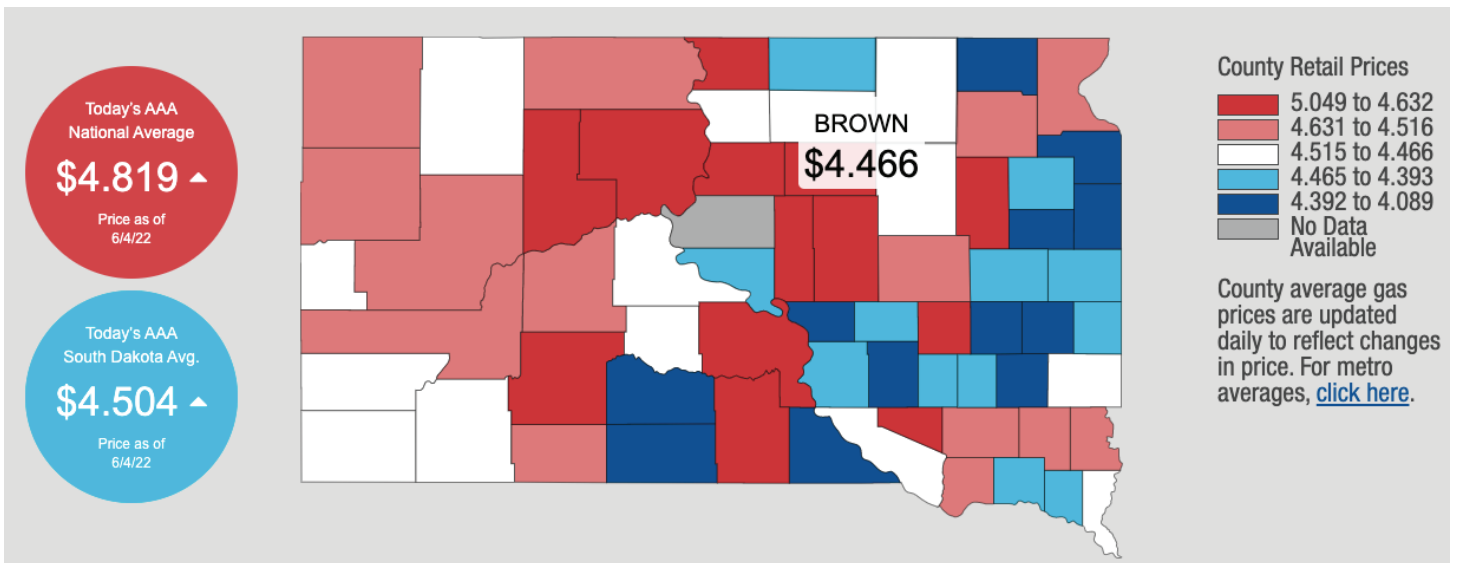 Today's AAA
National Average
$4.819
Price as of
6/4/22
Today's AAA
South Dakota Avg.
$4.504
Price as of
6/4/22
BROWN
$4.466
County Retail Prices
5.049 to 4.632
4.631 to 4.516
4.515 to 4.466
4.465 to 4.393
4.392 to 4.089
No Data
Available
County average gas
prices are updated
daily to reflect changes
in price. For metro
averages, click here.